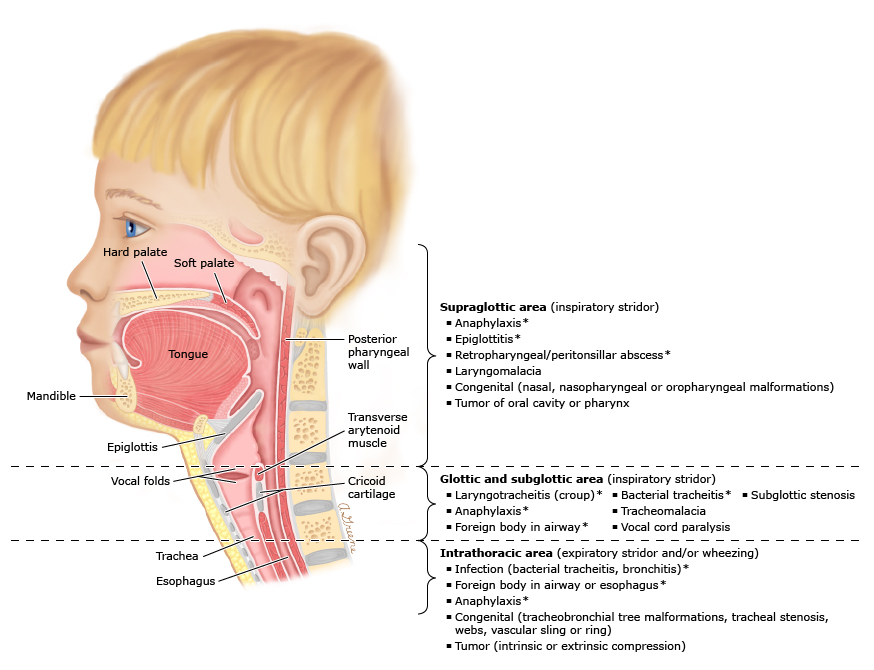 Hard palate
Soft palate
Tongue
Mandible
Epiglottis
Vocal folds
Trachea
Esophagus
Posterior
pharyngeal
wall
Transverse
arytenoid
muscle
Cricoid
cartilage
A.Greene
Supraglottic area (inspiratory stridor)
▪ Anaphylaxis*
▪ Epiglottitis*
▪ Retropharyngeal/peritonsillar abscess*
▪ Laryngomalacia
▪ Congenital (nasal, nasopharyngeal or oropharyngeal malformations)
▪ Tumor of oral cavity or pharynx
Glottic and subglottic area (inspiratory stridor)
▪ Laryngotracheitis (croup)* ▪ Bacterial tracheitis* ▪ Subglottic stenosis
▪ Anaphylaxis* ▪ Tracheomalacia
▪ Foreign body in airway* ▪ Vocal cord paralysis
Intrathoracic area (expiratory stridor and/or wheezing)
▪ Infection (bacterial tracheitis, bronchitis)*
▪ Foreign body in airway or esophagus*
▪ Anaphylaxis*
▪ Congenital (tracheobronchial tree malformations, tracheal stenosis,
webs, vascular sling or ring)
▪ Tumor (intrinsic or extrinsic compression)